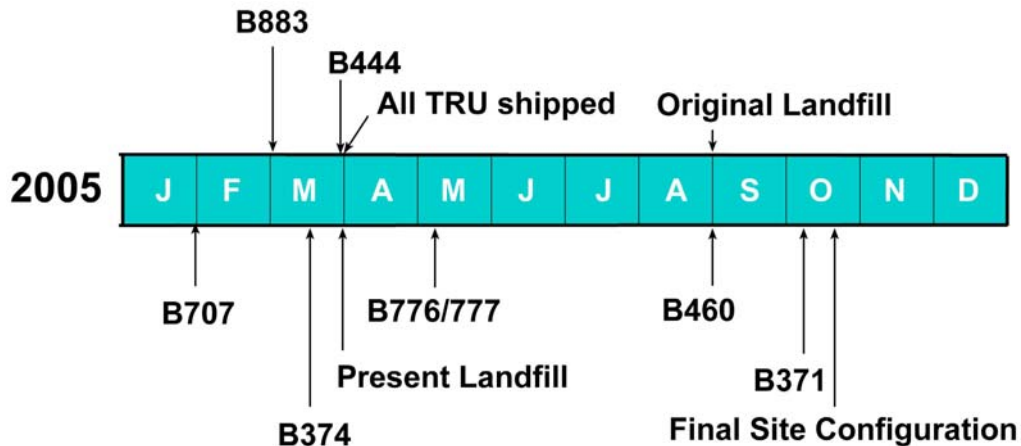 B883
B444
All TRU shipped
Original Landfill
2005 J F M A M J J A S O N D
B707
B776/777
B460
Present Landfill
B371
B374
Final Site Configuration